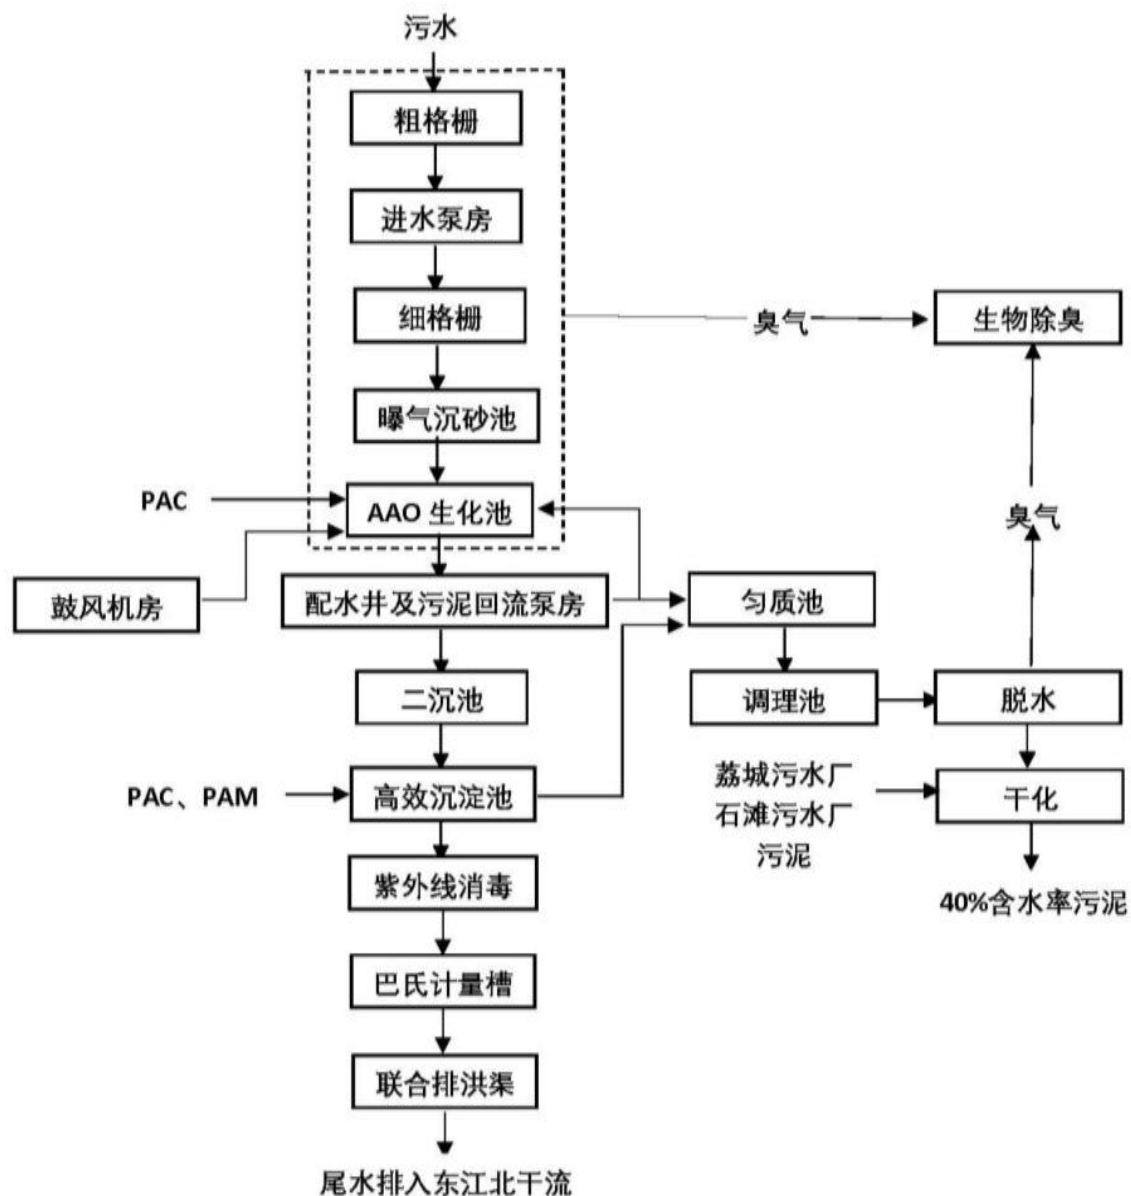 污水
粗格栅
进水泵房
细格栅
臭气
生物除臭
曝气沉砂池
PAC
AAO 生化池
臭气
鼓风机房
配水井及污泥回流泵房
匀质池
二沉池
调理池
脱水
PAC、PAM
高效沉淀池
荔城污水厂
石滩污水厂
污泥
干化
紫外线消毒
40%含水率污泥
巴氏计量槽
联合排洪渠
尾水排入东江北干流